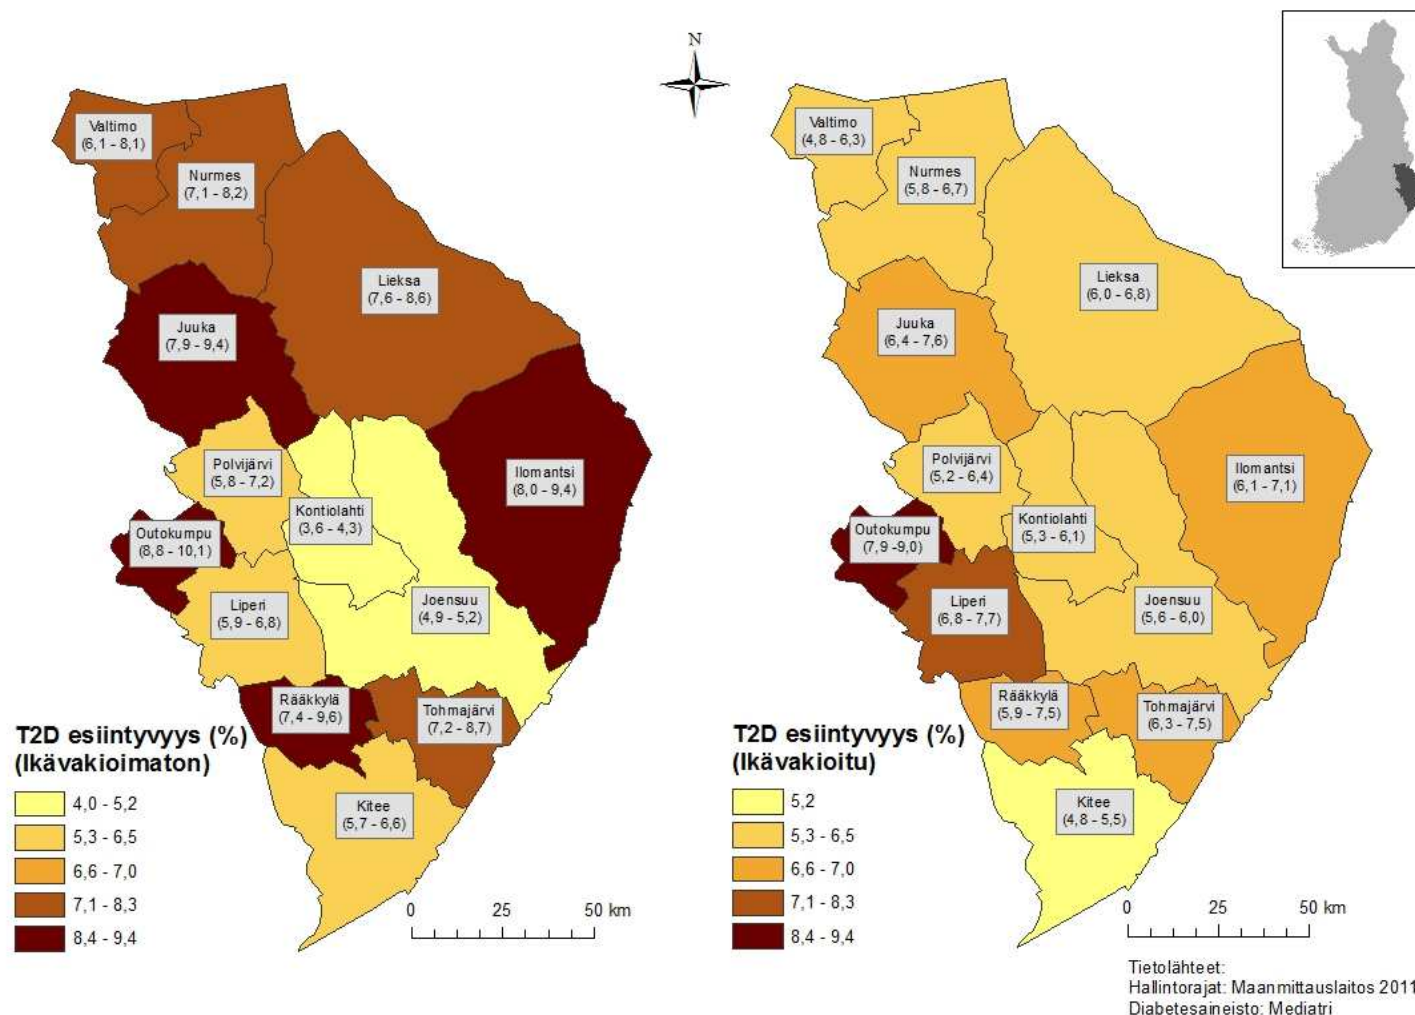 N
Valtimo
(6,1 - 8,1)
Nurmes
(7,1 - 8,2)
Lieksa
(7,6 - 8,6)
Juuka
(7,9 - 9,4)
Polvijärvi
(5,8 - 7,2)
Ilomantsi
(8,0 - 9,4)
Kontiolahti
(3,6 - 4,3)
Outokumpu
(8,8 - 10,1)
Liperi
(5,9 - 6,8)
Joensuu
(4,9 - 5,2)
Rääkkylä
(7,4 - 9,6)
Tohmajärvi
(7,2 - 8,7)
Kitee
(5,7 - 6,6)
T2D esiintyvyys (%)
(Ikävakioimaton)
4,0 - 5,2
5,3 - 6,5
6,6 - 7,0
7,1 - 8,3
8,4 - 9,4
0 25 50 km
Valtimo
(4,8 - 6,3)
Nurmes
(5,8 - 6,7)
Lieksa
(6,0 - 6,8)
Juuka
(6,4 - 7,6)
Polvijärvi
(5,2 - 6,4)
Ilomantsi
(6,1 - 7,1)
Kontiolahti
(5,3 - 6,1)
Outokumpu
(7,9 -9,0)
Liperi
(6,8 - 7,7)
Joensuu
(5,6 - 6,0)
Rääkkylä
(5,9 - 7,5)
Tohmajärvi
(6,3 - 7,5)
Kitee
(4,8 - 5,5)
T2D esiintyvyys (%)
(Ikävakioitu)
5,2
5,3 - 6,5
6,6 - 7,0
7,1 - 8,3
8,4 - 9,4
0 25 50 km
Tietolähteet:
Hallintorajat: Maanmittauslaitos 2011
Diabetesaineisto: Mediatri